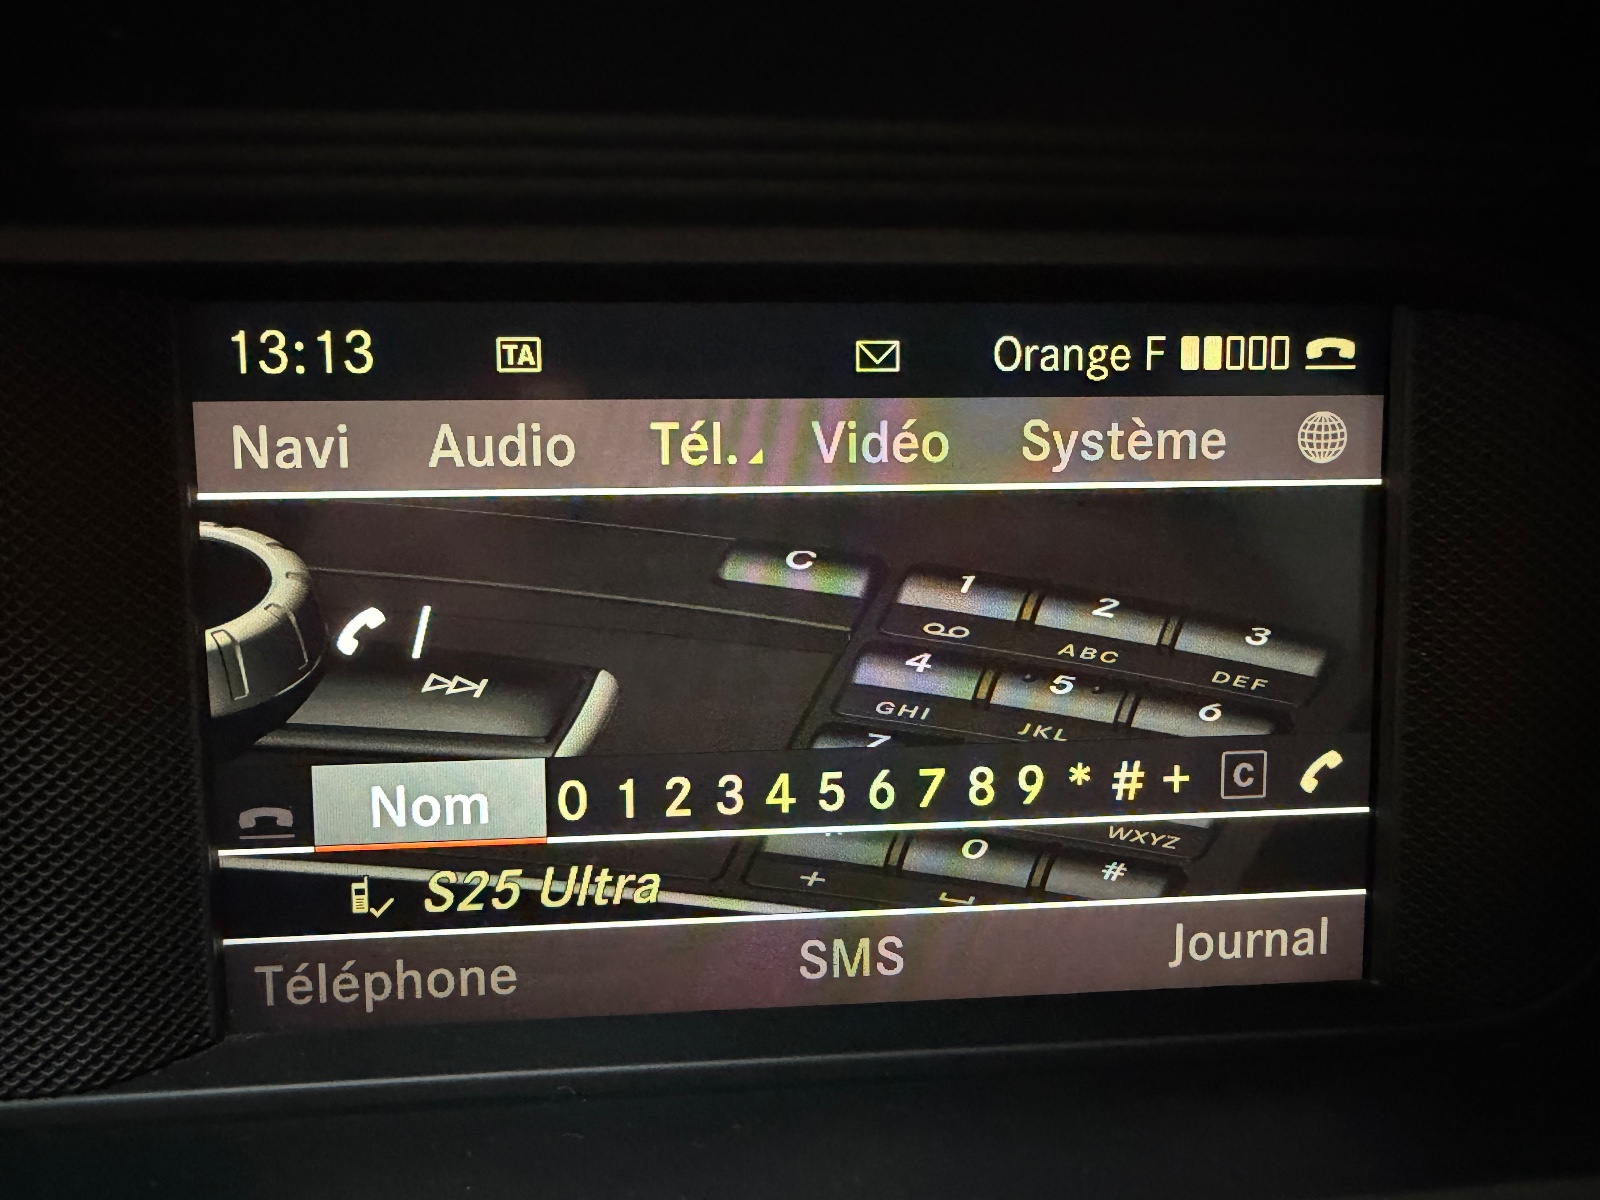 13:13 TA Orange F
Navi Audio Tél. Vidéo Système
C 1 2 3
ABC DEF
4 5 6
GHI JKL
7
Nom 0 1 2 3 4 5 6 7 8 9 * # + C
WXYZ
0 #
+
S25 Ultra
Téléphone SMS Journal